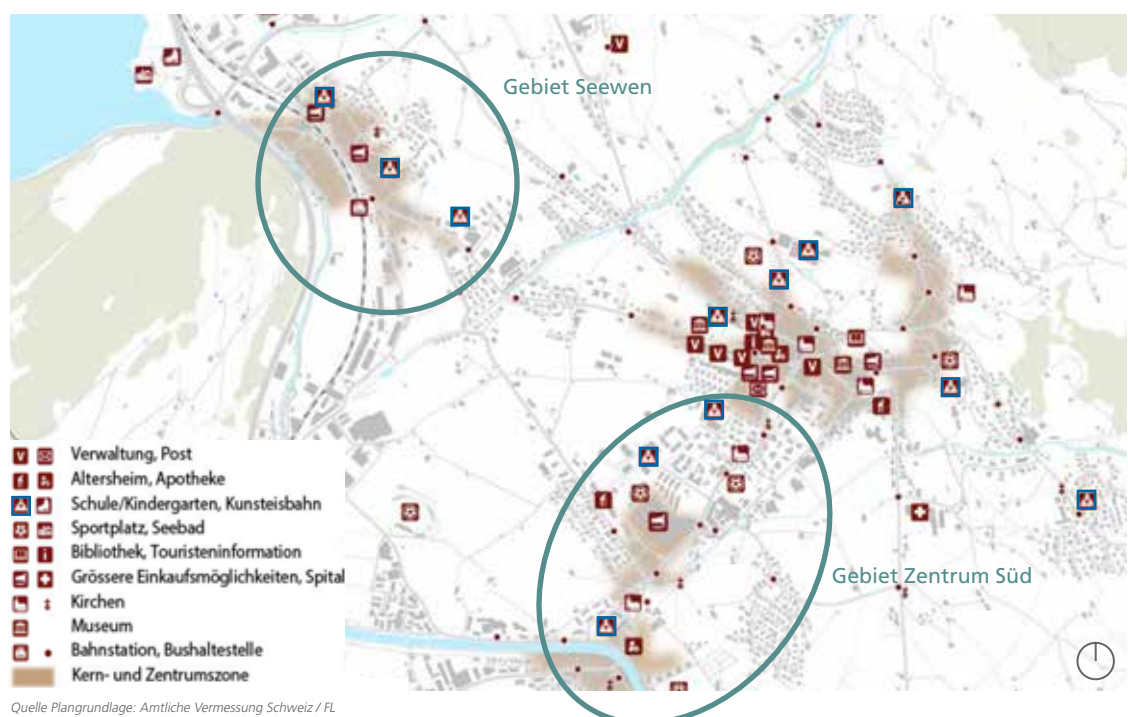 Gebiet Seewen
Gebiet Zentrum Süd
Verwaltung, Post
Altersheim, Apotheke
Schule/Kindergarten, Kunsteisbahn
Sportplatz, Seebad
Bibliothek, Touristeninformation
Grössere Einkaufsmöglichkeiten, Spital
Kirchen
Museum
Bahnstation, Bushaltestelle
Kern- und Zentrumszone
Quelle Plangrundlage: Amtliche Vermessung Schweiz / FL